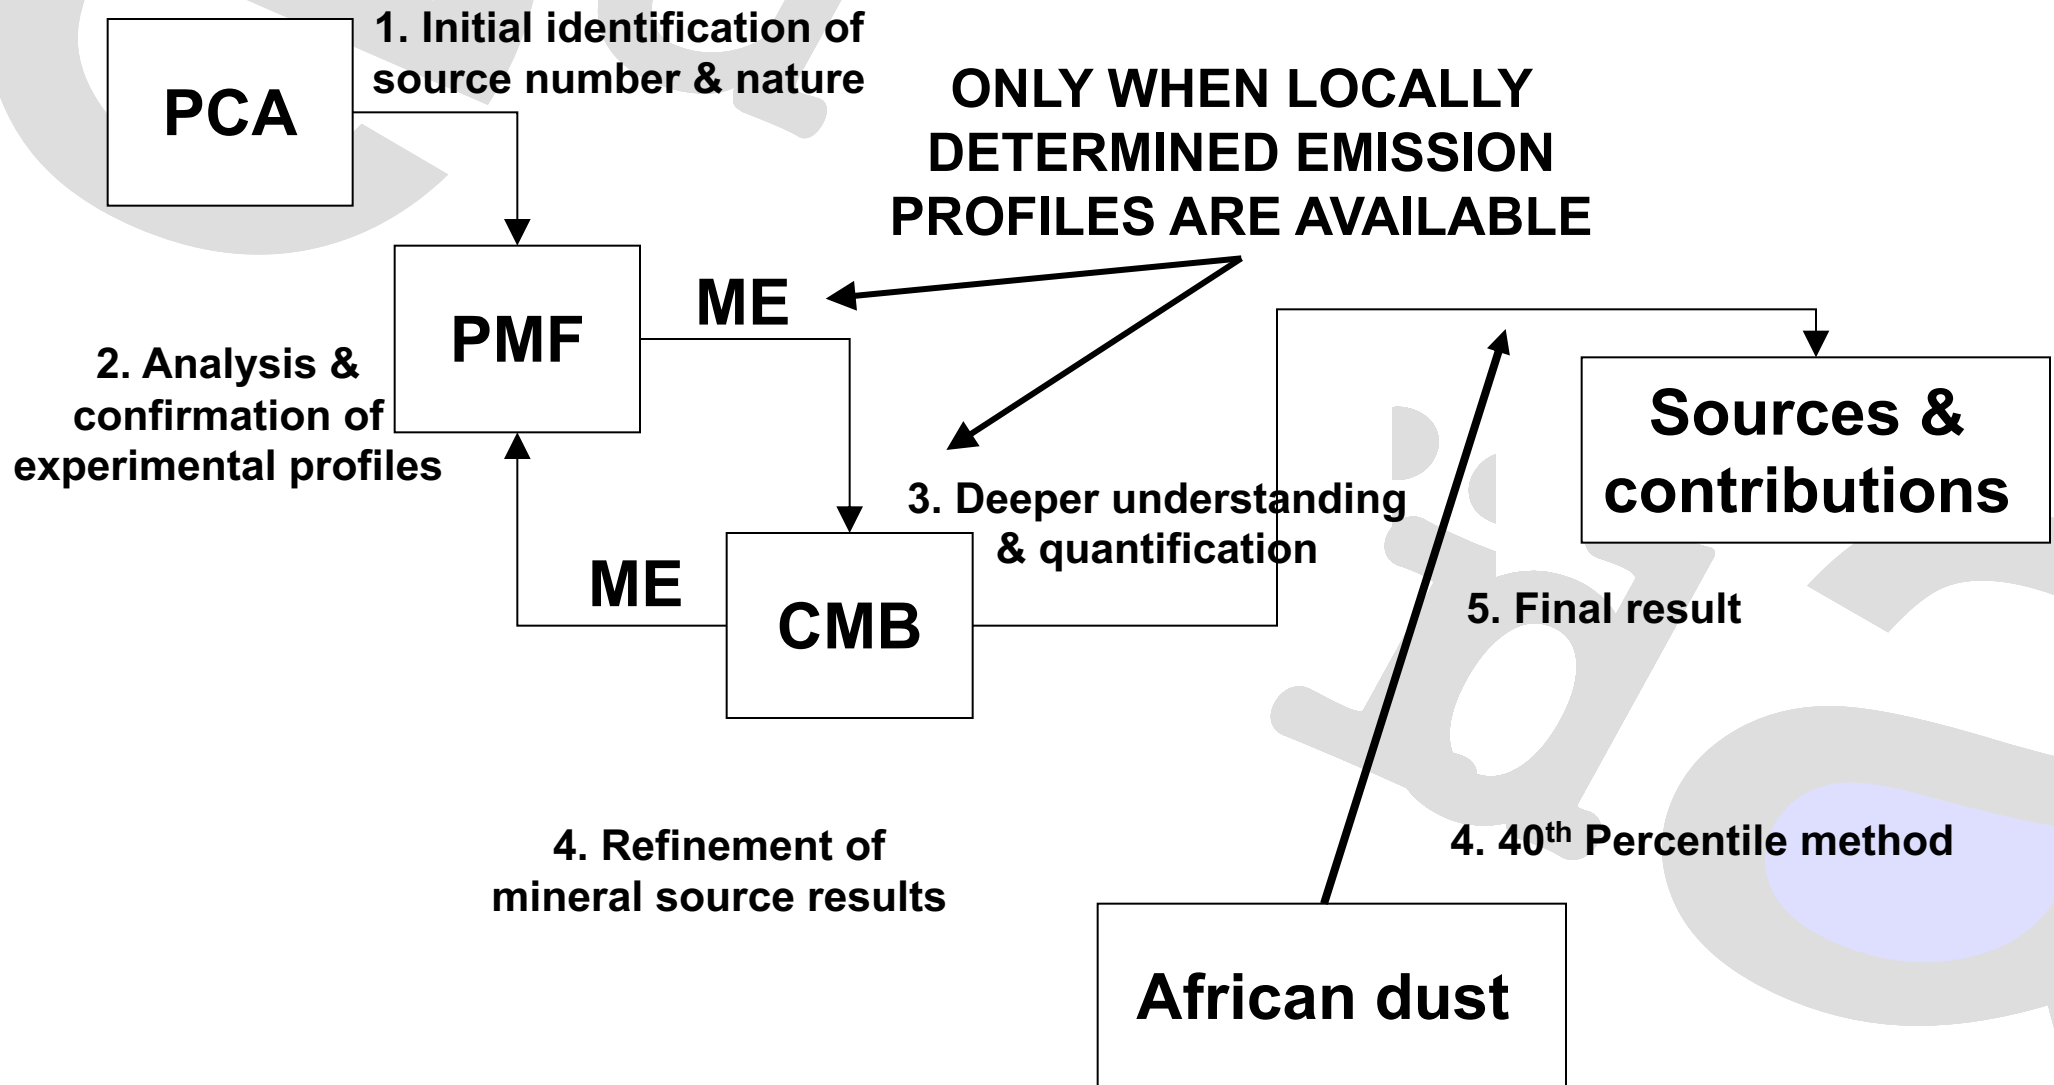 1. Initial identification of
source number & nature
PCA
ONLY WHEN LOCALLY
DETERMINED EMISSION
PROFILES ARE AVAILABLE
ME
PMF
2. Analysis &
confirmation of
experimental profiles
Sources &
contributions
3. Deeper understanding
& quantification
ME
CMB
5. Final result
4. 40th Percentile method
4. Refinement of
mineral source results
African dust